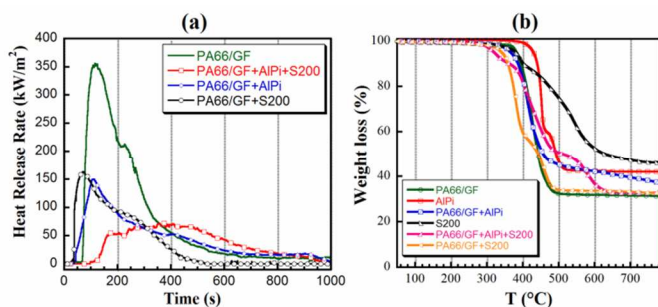 (a)
Heat Release Rate (kW/m²)
400
350
300
250
200
150
100
50
0
PA66/GF
PA66/GF+AlPi+S200
PA66/GF+AlPi
PA66/GF+S200
0 200 400 600 800 1000
Time (s)
(b)
Weight loss (%)
100
80
60
40
20
0
PA66/GF
AlPi
PA66/GF+AlPi
S200
PA66/GF+AlPi+S200
PA66/GF+S200
100 200 300 400 500 600 700
T (°C)